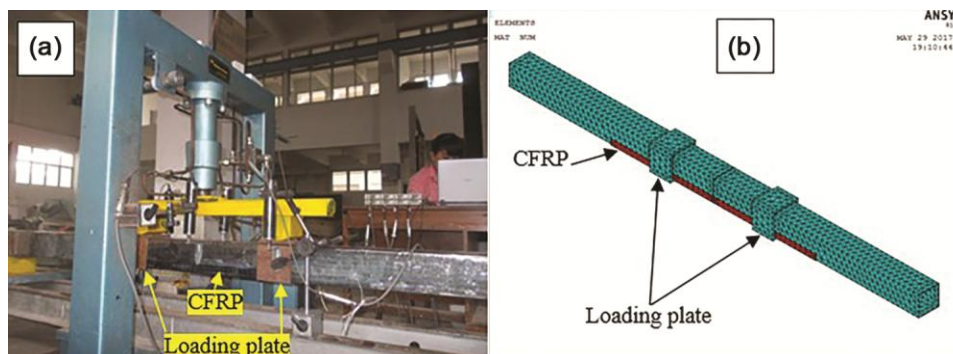 (a)
CFRP
Loading plate
ELEMENTS
MAT NUM
(b)
ANSY
MAY 29 2017
19:10:44
CFRP
Loading plate